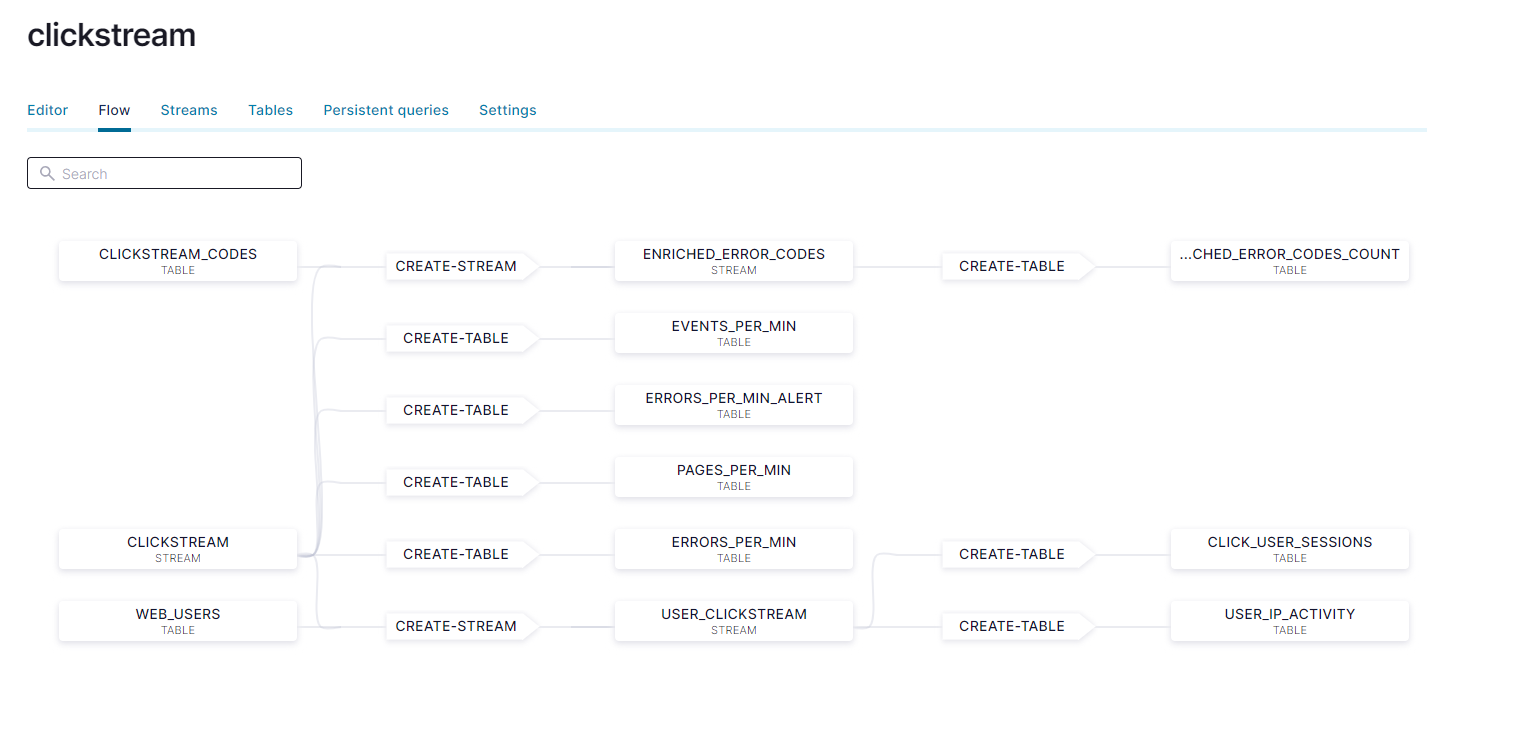 clickstream
Editor Flow Streams Tables Persistent queries Settings
Search
CLICKSTREAM_CODES
TABLE
CREATE-STREAM
ENRICHED_ERROR_CODES
STREAM
CREATE-TABLE
...CHED_ERROR_CODES_COUNT
TABLE
CREATE-TABLE
EVENTS_PER_MIN
TABLE
CREATE-TABLE
ERRORS_PER_MIN_ALERT
TABLE
CREATE-TABLE
PAGES_PER_MIN
TABLE
CLICKSTREAM
STREAM
CREATE-TABLE
ERRORS_PER_MIN
TABLE
CREATE-TABLE
CLICK_USER_SESSIONS
TABLE
WEB_USERS
TABLE
CREATE-STREAM
USER_CLICKSTREAM
STREAM
CREATE-TABLE
USER_IP_ACTIVITY
TABLE